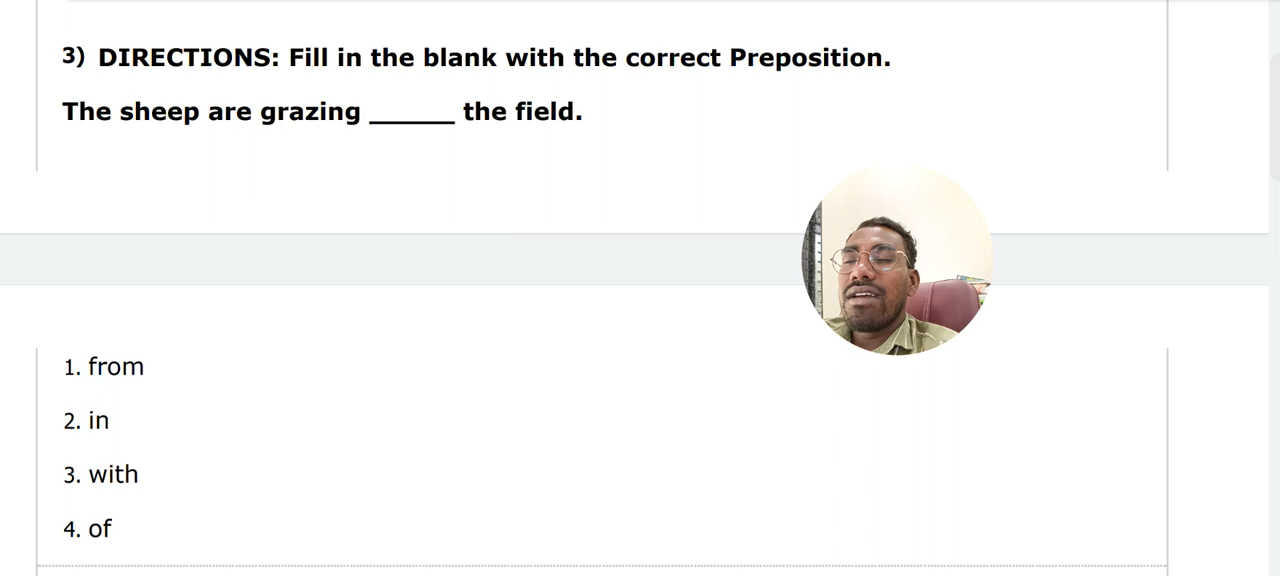 3) DIRECTIONS: Fill in the blank with the correct Preposition.
The sheep are grazing ______ the field.
1. from
2. in
3. with
4. of